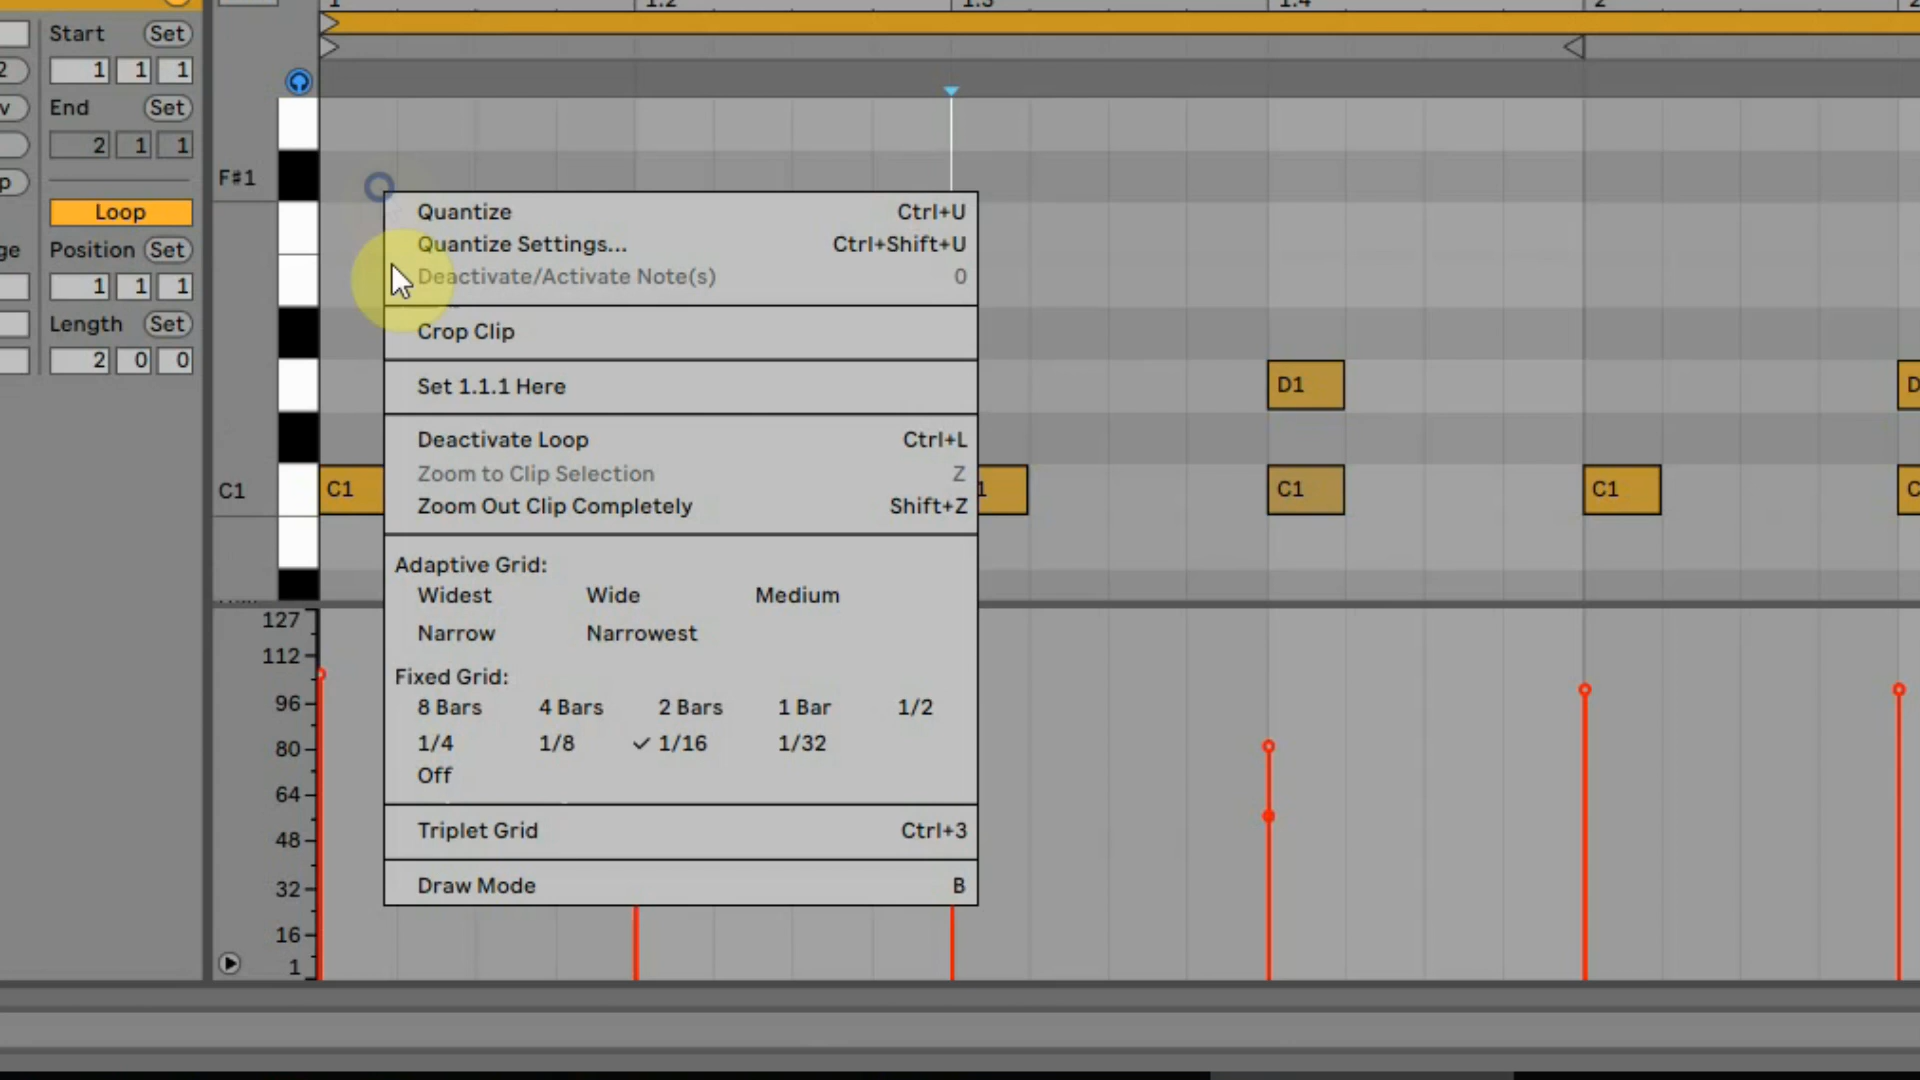 1 1.2 1.3 1.4 2
Start Set
1 1 1
End Set
2 1 1
Loop
Position Set
1 1 1
Length Set
2 0 0
F#1
C1
Quantize Ctrl+U
Quantize Settings... Ctrl+Shift+U
Deactivate/Activate Note(s) 0
Crop Clip
Set 1.1.1 Here
Deactivate Loop Ctrl+L
Zoom to Clip Selection Z
Zoom Out Clip Completely Shift+Z
Adaptive Grid:
Widest Wide Medium
Narrow Narrowest
Fixed Grid:
8 Bars 4 Bars 2 Bars 1 Bar 1/2
1/4 1/8 ✓ 1/16 1/32
Off
Triplet Grid Ctrl+3
Draw Mode B
D1 D
C1 1 C1 C1 C
127
112
96
80
64
48
32
16
1